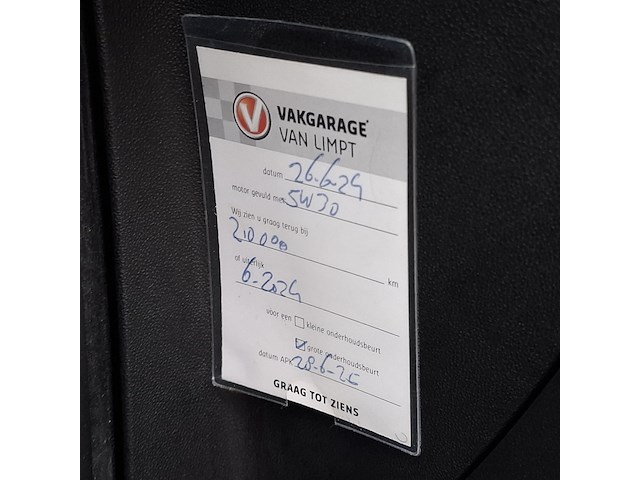 VAKGARAGE
VAN LIMPT
datum 26-6-24
motor gevuld met 5W30
Wij zien u graag terug bij
210000 km
of uiterlijk
6-2024
voor een kleine onderhoudsbeurt
grote onderhoudsbeurt
datum APK 28-6-25
GRAAG TOT ZIENS